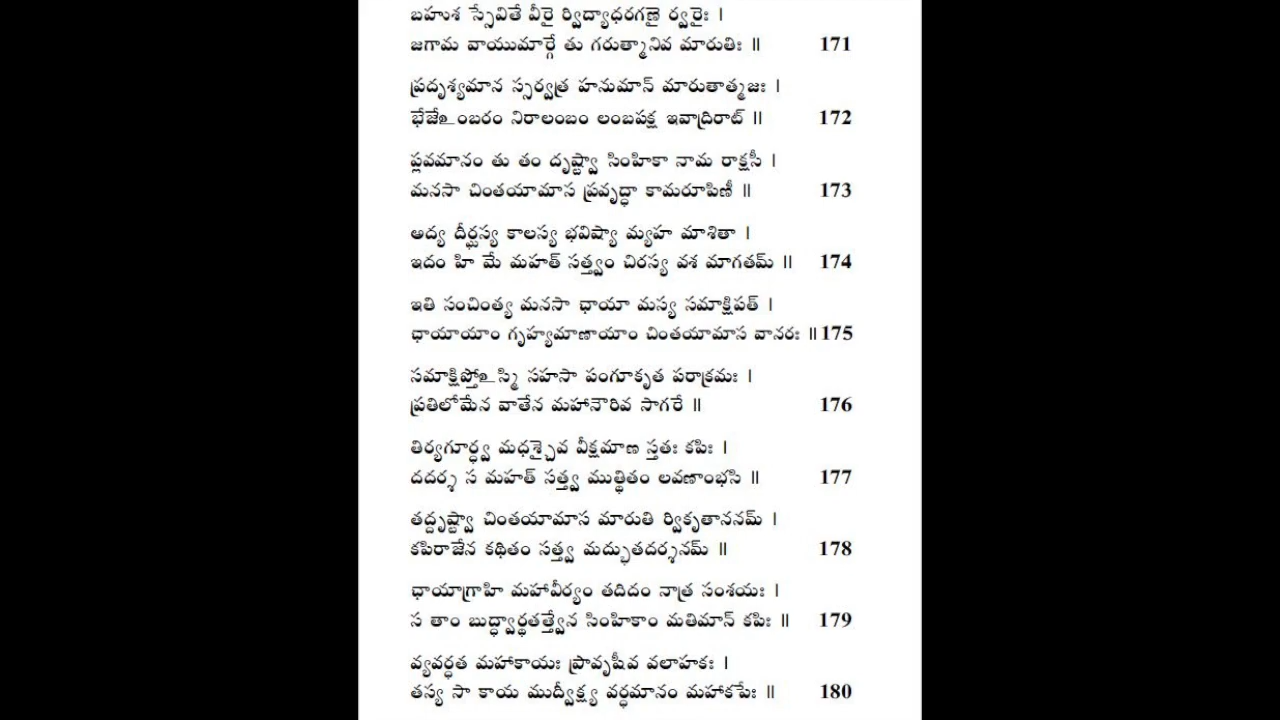 బహుశ స్సేవితే వీరై ర్విద్యాధరగణై ర్వరైః ।
జగామ వాయుమార్గే తు గరుత్మానివ మారుతిః ॥ 171
ప్రదృశ్యమాన స్సర్వత్ర హనుమాన్ మారుతాత్మజః ।
భేజేఽంబరం నిరాలంబం లంబపక్ష ఇవాద్రిరాట్ ॥ 172
ప్లవమానం తు తం దృష్ట్వా సింహికా నామ రాక్షసీ ।
మనసా చింతయామాస ప్రవృద్ధా కామరూపిణీ ॥ 173
అద్య దీర్ఘస్య కాలస్య భవిష్యా మ్యహ మాశితా ।
ఇదం హి మే మహత్ సత్త్వం చిరస్య వశ మాగతమ్ ॥ 174
ఇతి సంచింత్య మనసా ఛాయా మస్య సమాక్షిపత్ ।
ఛాయాయాం గృహ్యమాణాయాం చింతయామాస వానరః ॥ 175
సమాక్షిప్తోఽస్మి సహసా పంగూకృత పరాక్రమః ।
ప్రతిలోమేన వాతేన మహానౌరివ సాగరే ॥ 176
తిర్యగూర్ధ్వ మధశ్చైవ వీక్షమాణ స్తతః కపిః ।
దదర్శ స మహత్ సత్త్వ ముత్థితం లవణాంభసి ॥ 177
తద్దృష్ట్వా చింతయామాస మారుతి ర్వికృతాననమ్ ।
కపిరాజేన కథితం సత్త్వ మద్భుతదర్శనమ్ ॥ 178
ఛాయాగ్రాహి మహావీర్యం తదిదం నాత్ర సంశయః ।
స తాం బుద్ధ్వార్థతత్త్వేన సింహికాం మతిమాన్ కపిః ॥ 179
వ్యవర్ధత మహాకాయః ప్రావృషీవ వలాహకః ।
తస్య సా కాయ ముద్వీక్ష్య వర్ధమానం మహాకపేః ॥ 180